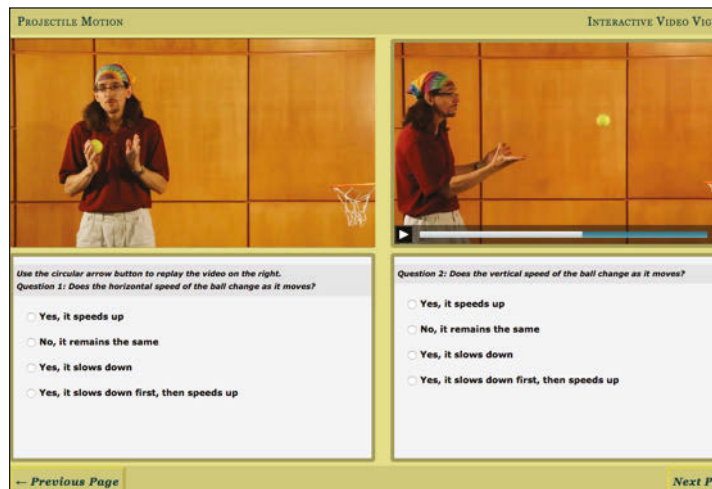 PROJECTILE MOTION
INTERACTIVE VIDEO
Use the circular arrow button to replay the video on the right.
Question 1: Does the horizontal speed of the ball change as it moves?
Yes, it speeds up
No, it remains the same
Yes, it slows down
Yes, it slows down first, then speeds up
Question 2: Does the vertical speed of the ball change as it moves?
Yes, it speeds up
No, it remains the same
Yes, it slows down
Yes, it slows down first, then speeds up
← Previous Page
Next